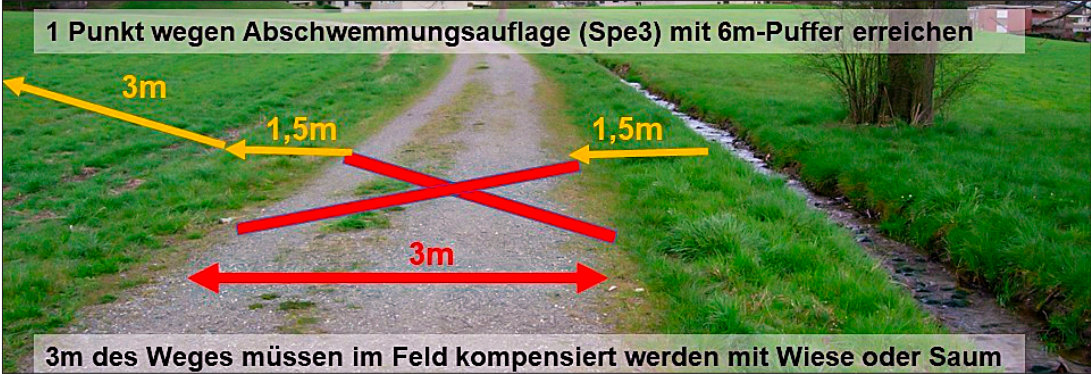 1 Punkt wegen Abschwemmungsauflage (Spe3) mit 6m-Puffer erreichen
3m
1,5m
1,5m
3m
3m des Weges müssen im Feld kompensiert werden mit Wiese oder Saum